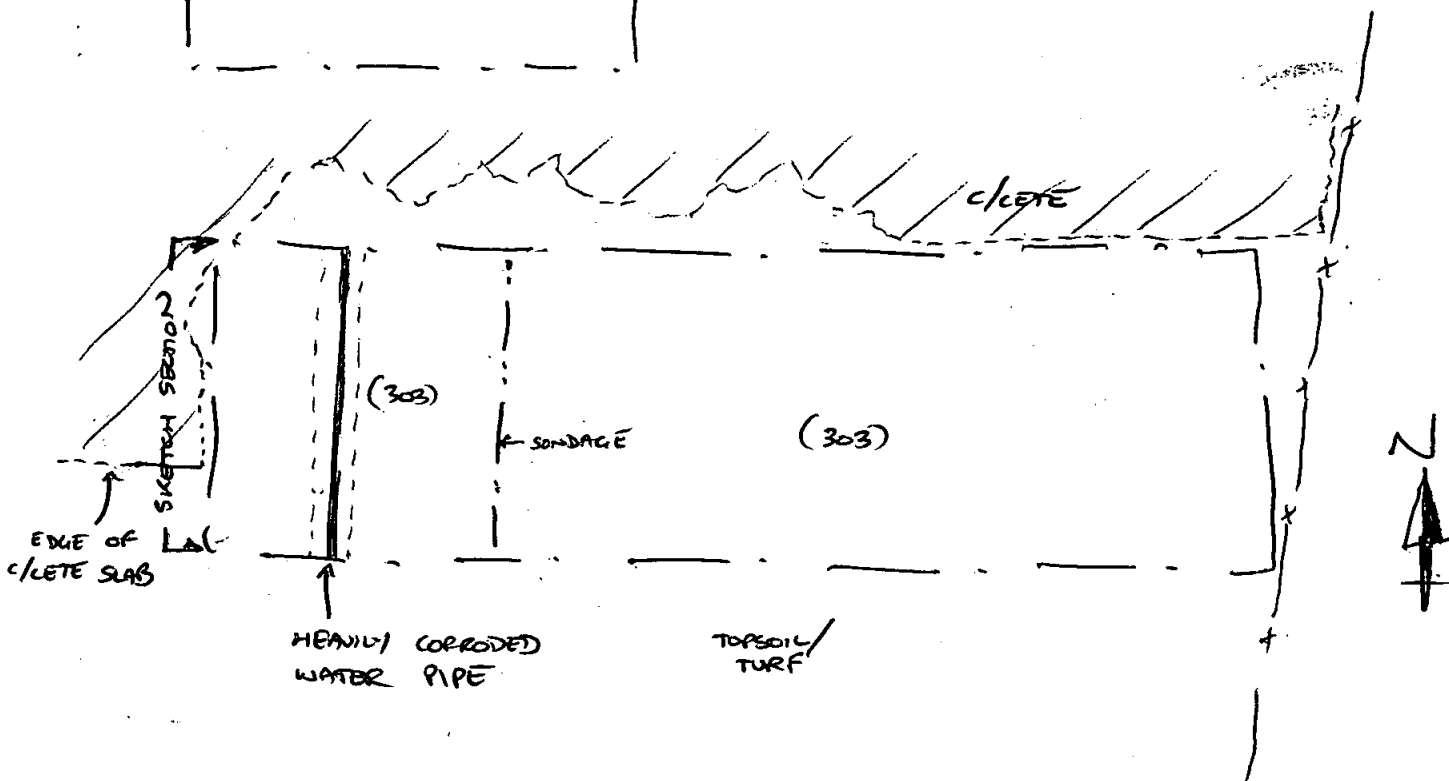 C/CETE
SKETCH SECTION
(303)
← SONDAGE
(303)
N
EDGE OF
C/CETE SLAB
HEAVILY CORRODED
WATER PIPE
TOPSOIL/
TURF